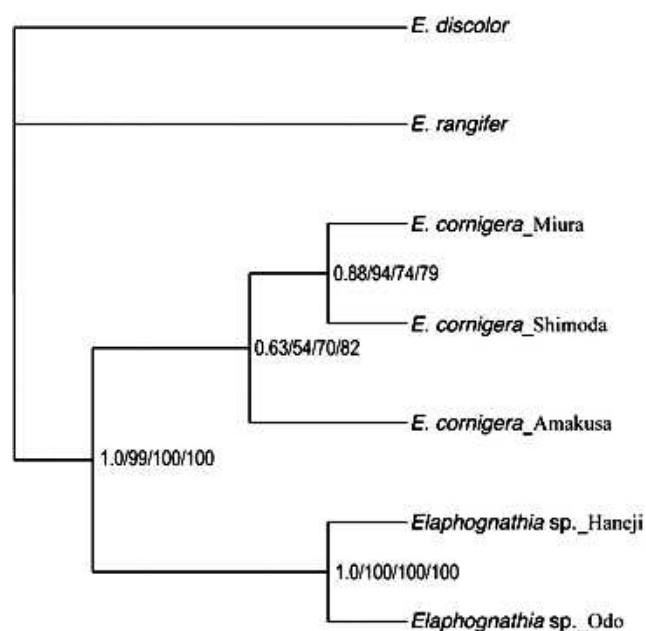 E. discolor
E. rangifer
E. cornigera_Miura
0.88/94/74/79
E. cornigera_Shimoda
0.63/54/70/82
E. cornigera_Amakusa
1.0/99/100/100
Elaphognathia sp._Haneji
1.0/100/100/100
Elaphognathia sp._Odo